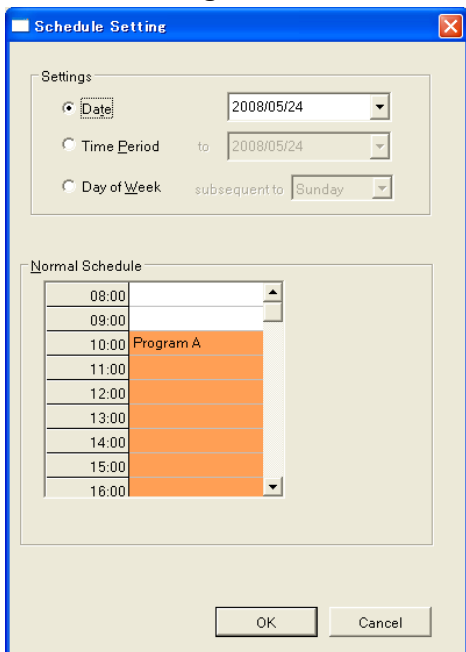 Schedule Setting
Settings
Date 2008/05/24
Time Period to 2008/05/24
Day of Week subsequent to Sunday
Normal Schedule
08:00
09:00
10:00 Program A
11:00
12:00
13:00
14:00
15:00
16:00
OK Cancel